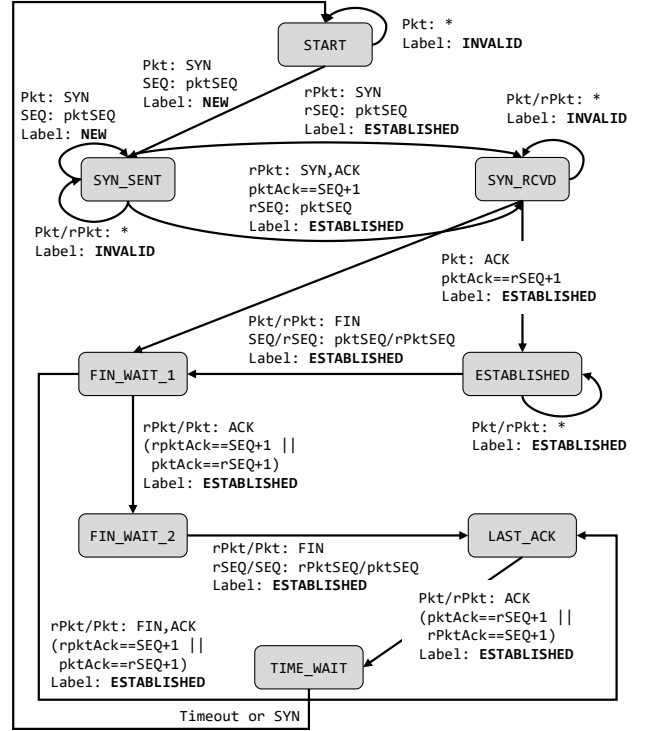 Pkt: *
Label: INVALID
START
Pkt: SYN
SEQ: pktSEQ
Label: NEW
Pkt: SYN
SEQ: pktSEQ
Label: NEW
rPkt: SYN
rSEQ: pktSEQ
Label: ESTABLISHED
Pkt/rPkt: *
Label: INVALID
SYN_SENT
rPkt: SYN,ACK
pktAck==SEQ+1
rSEQ: pktSEQ
Label: ESTABLISHED
SYN_RCVD
Pkt/rPkt: *
Label: INVALID
Pkt: ACK
pktAck==rSEQ+1
Label: ESTABLISHED
Pkt/rPkt: FIN
SEQ/rSEQ: pktSEQ/rPktSEQ
Label: ESTABLISHED
FIN_WAIT_1
ESTABLISHED
Pkt/rPkt: *
Label: ESTABLISHED
rPkt/Pkt: ACK
(rpktAck==SEQ+1 ||
pktAck==rSEQ+1)
Label: ESTABLISHED
FIN_WAIT_2
LAST_ACK
rPkt/Pkt: FIN
rSEQ/SEQ: rPktSEQ/pktSEQ
Label: ESTABLISHED
Pkt/rPkt: ACK
(pktAck==rSEQ+1 ||
rPktAck==SEQ+1)
Label: ESTABLISHED
rPkt/Pkt: FIN,ACK
(rpktAck==SEQ+1 ||
pktAck==rSEQ+1)
Label: ESTABLISHED
TIME_WAIT
Timeout or SYN